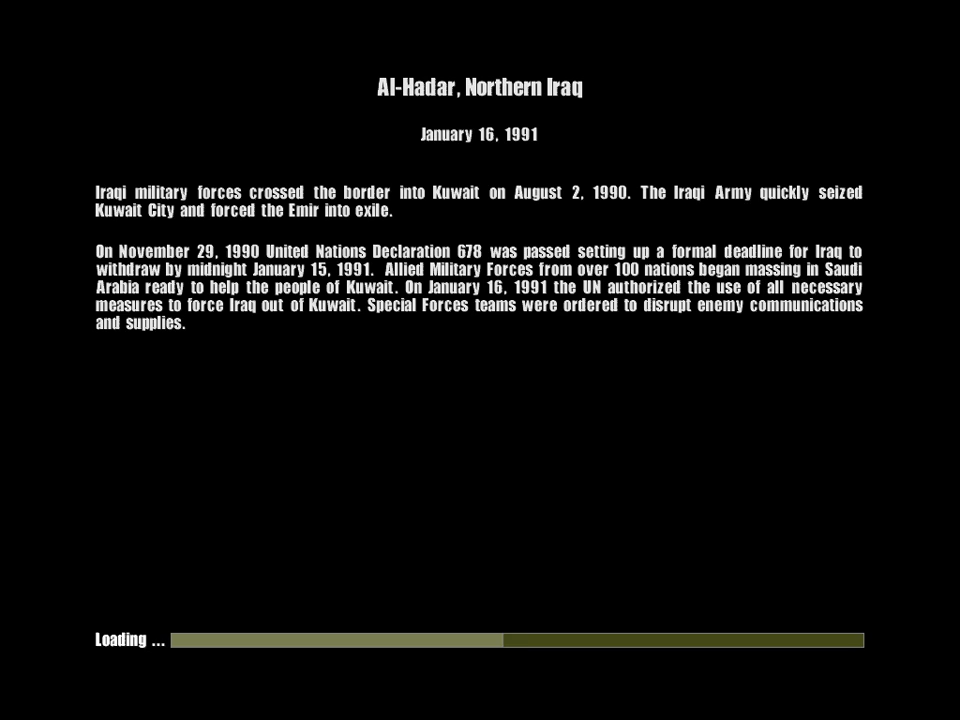 Al-Hadar, Northern Iraq
January 16, 1991
Iraqi military forces crossed the border into Kuwait on August 2, 1990. The Iraqi Army quickly seized
Kuwait City and forced the Emir into exile.
On November 29, 1990 United Nations Declaration 678 was passed setting up a formal deadline for Iraq to
withdraw by midnight January 15, 1991. Allied Military Forces from over 100 nations began massing in Saudi
Arabia ready to help the people of Kuwait. On January 16, 1991 the UN authorized the use of all necessary
measures to force Iraq out of Kuwait. Special Forces teams were ordered to disrupt enemy communications
and supplies.
Loading ...